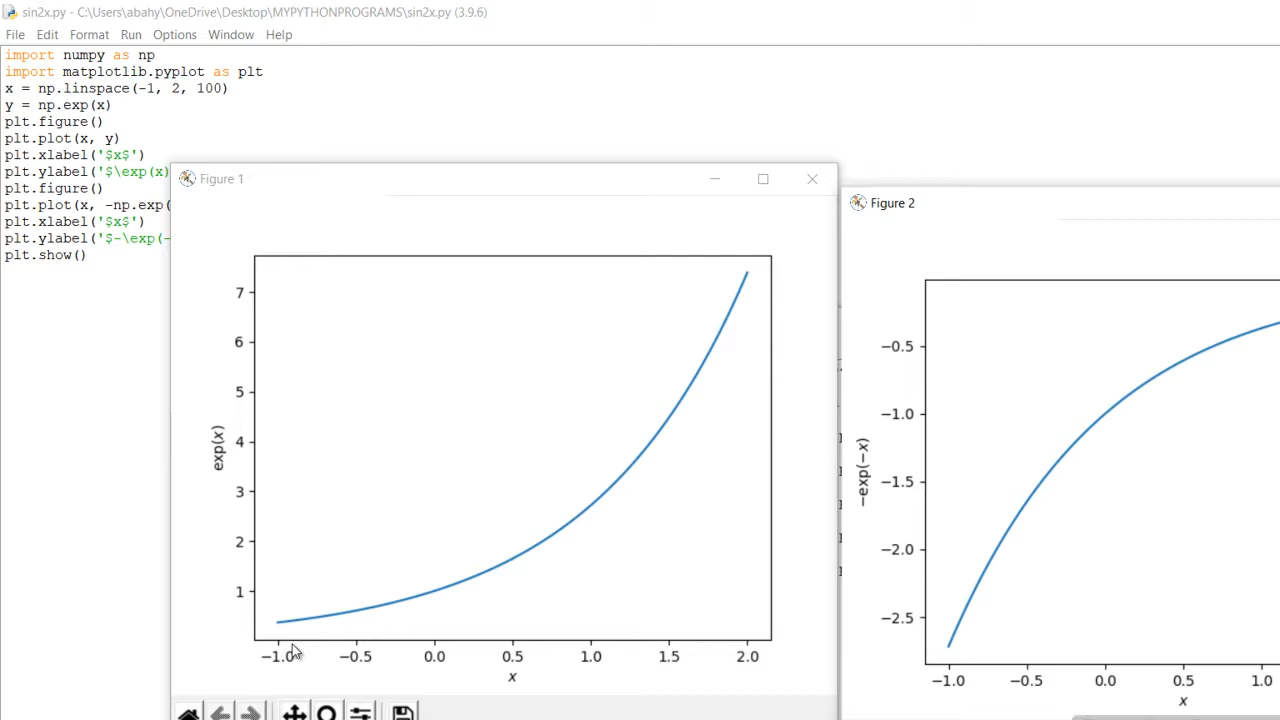 sin2x.py - C:\Users\abahy\OneDrive\Desktop\MYPYTHONPROGRAMS\sin2x.py (3.9.6)
File Edit Format Run Options Window Help
import numpy as np
import matplotlib.pyplot as plt
x = np.linspace(-1, 2, 100)
y = np.exp(x)
plt.figure()
plt.plot(x, y)
plt.xlabel('$x$')
plt.ylabel('$\exp(x)
plt.figure()
plt.plot(x, -np.exp(
plt.xlabel('$x$')
plt.ylabel('$-\exp(-
plt.show()
Figure 1
7
6
5
4
3
2
1
exp(x)
−1.0 −0.5 0.0 0.5 1.0 1.5 2.0
x
Figure 2
−0.5
−1.0
−1.5
−2.0
−2.5
−exp(−x)
−1.0 −0.5 0.0 0.5 1.0
x